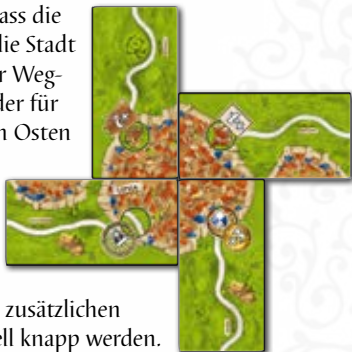 ass die
die Stadt
r Weg-
der für
n Osten
zusätzlichen
ell knapp werden.